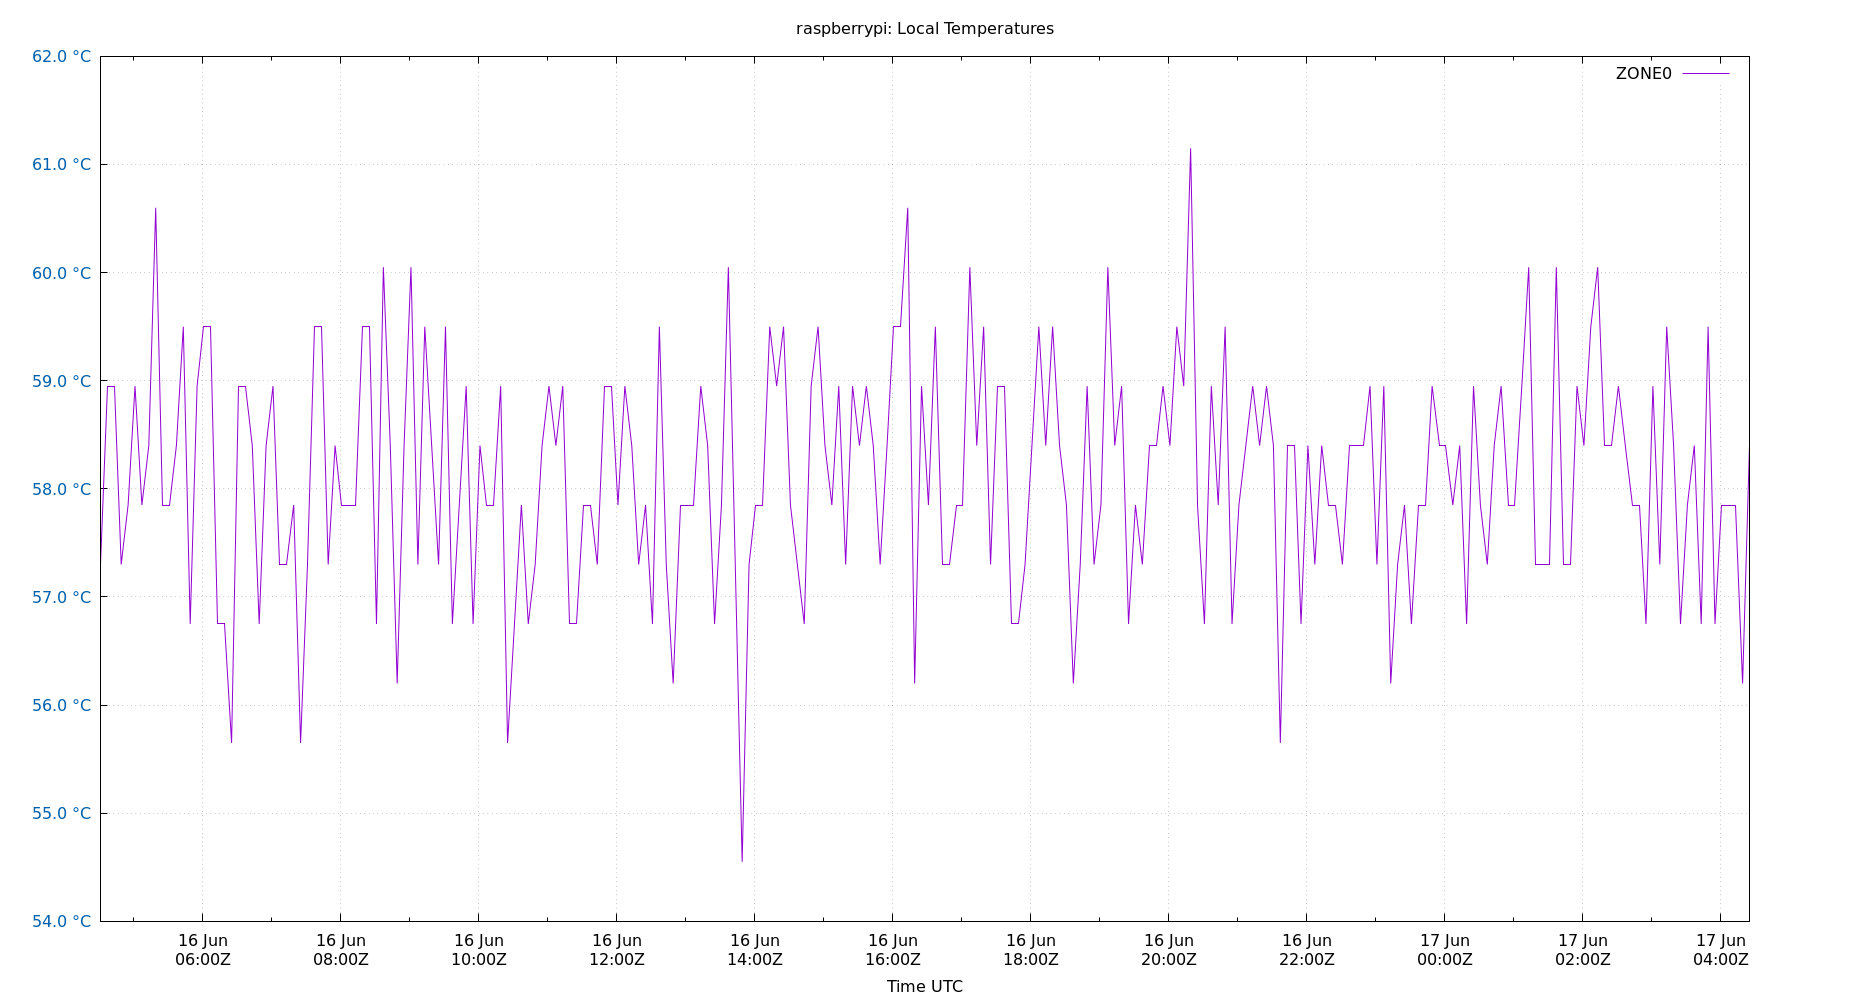 raspberrypi: Local Temperatures
ZONE0
62.0 °C
61.0 °C
60.0 °C
59.0 °C
58.0 °C
57.0 °C
56.0 °C
55.0 °C
54.0 °C
16 Jun 16 Jun 16 Jun 16 Jun 16 Jun 16 Jun 16 Jun 16 Jun 16 Jun 17 Jun 17 Jun 17 Jun
06:00Z 08:00Z 10:00Z 12:00Z 14:00Z 16:00Z 18:00Z 20:00Z 22:00Z 00:00Z 02:00Z 04:00Z
Time UTC